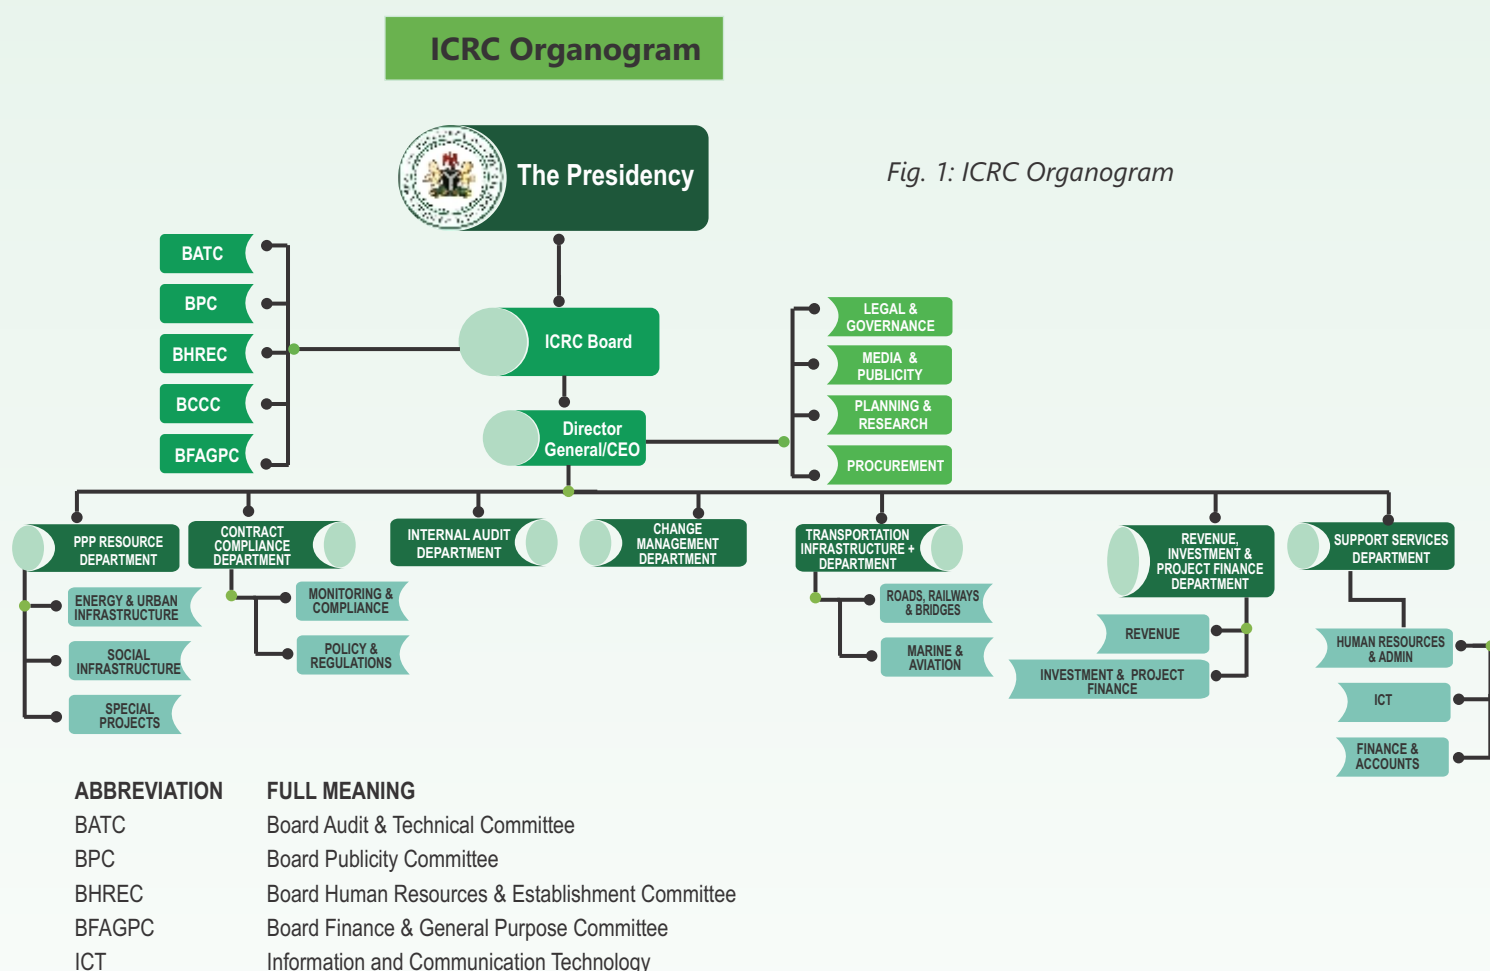 ICRC Organogram
The Presidency
Fig. 1: ICRC Organogram
BATC
BPC
BHREC
BCCC
BFAGPC
ICRC Board
Director
General/CEO
LEGAL &
GOVERNANCE
MEDIA &
PUBLICITY
PLANNING &
RESEARCH
PROCUREMENT
PPP RESOURCE
DEPARTMENT
ENERGY & URBAN
INFRASTRUCTURE
SOCIAL
INFRASTRUCTURE
SPECIAL
PROJECTS
CONTRACT
COMPLIANCE
DEPARTMENT
MONITORING &
COMPLIANCE
POLICY &
REGULATIONS
INTERNAL AUDIT
DEPARTMENT
CHANGE
MANAGEMENT
DEPARTMENT
TRANSPORTATION
INFRASTRUCTURE +
DEPARTMENT
ROADS, RAILWAYS
& BRIDGES
MARINE &
AVIATION
REVENUE,
INVESTMENT &
PROJECT FINANCE
DEPARTMENT
REVENUE
INVESTMENT & PROJECT
FINANCE
SUPPORT SERVICES
DEPARTMENT
HUMAN RESOURCES
& ADMIN
ICT
FINANCE &
ACCOUNTS
ABBREVIATION FULL MEANING
BATC Board Audit & Technical Committee
BPC Board Publicity Committee
BHREC Board Human Resources & Establishment Committee
BFAGPC Board Finance & General Purpose Committee
ICT Information and Communication Technology